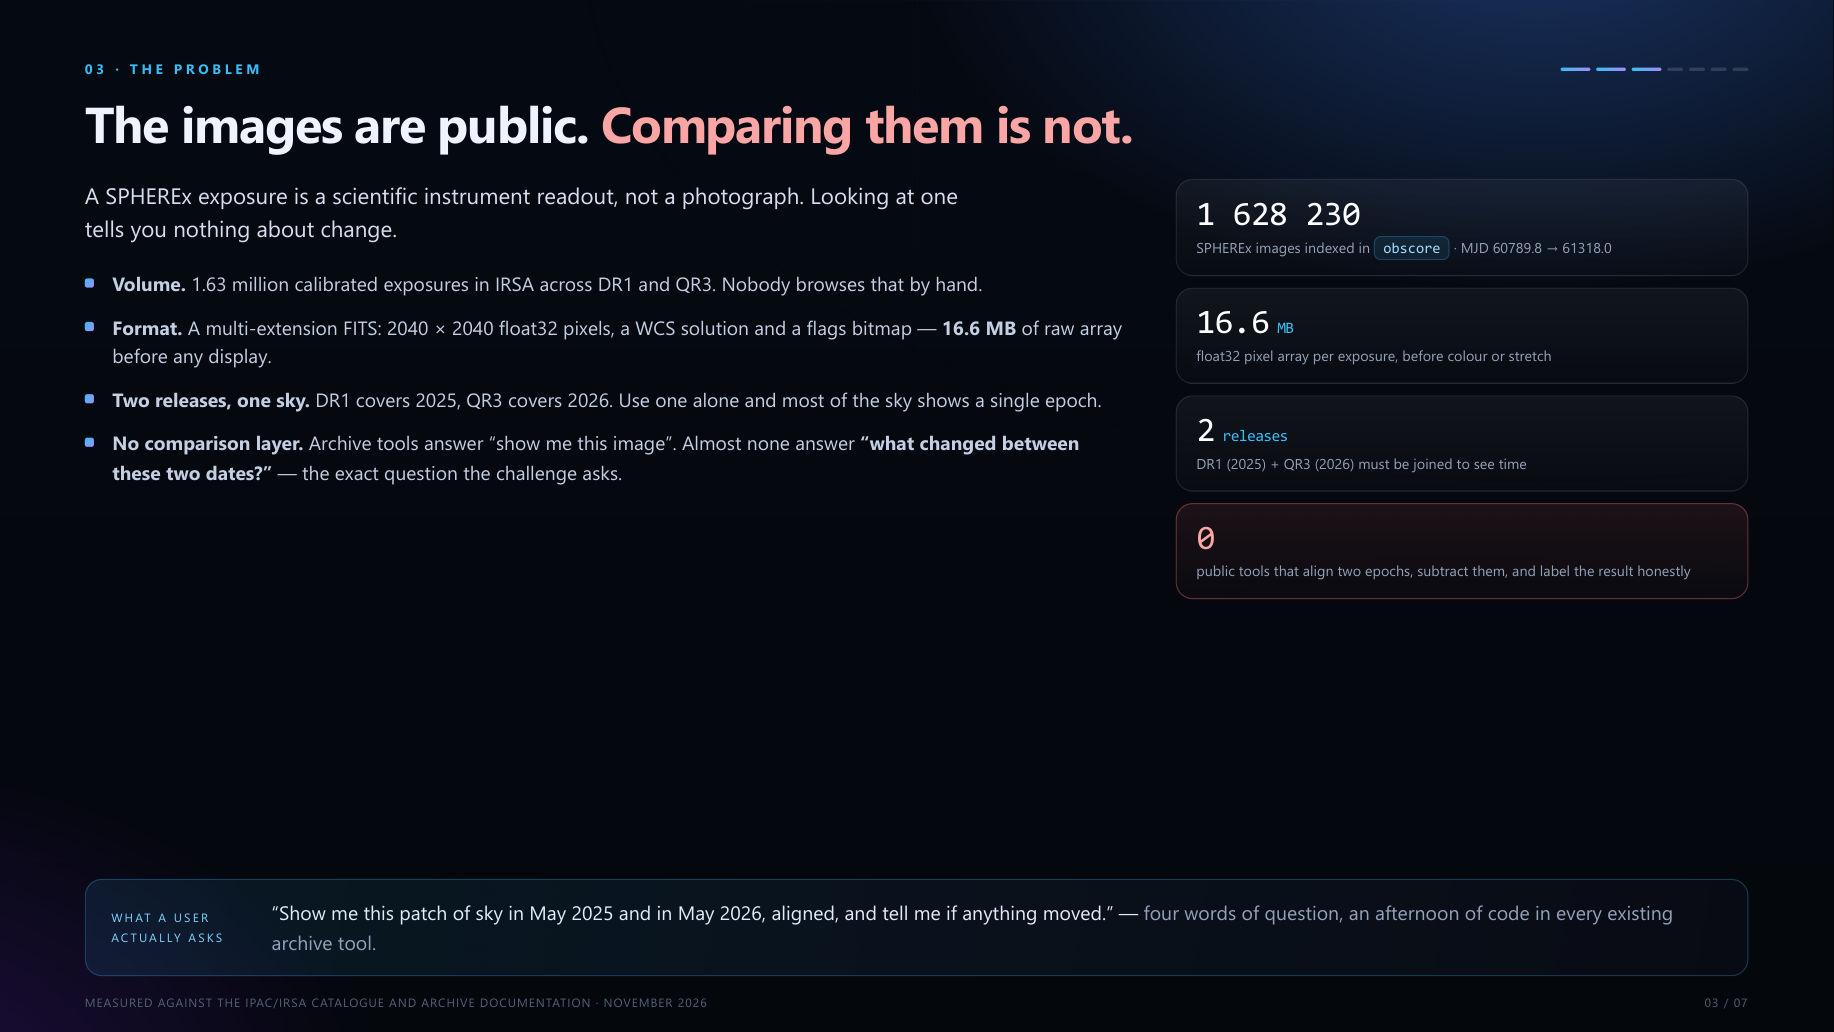 03 · THE PROBLEM
The images are public. Comparing them is not.
A SPHEREx exposure is a scientific instrument readout, not a photograph. Looking at one
tells you nothing about change.
Volume. 1.63 million calibrated exposures in IRSA across DR1 and QR3. Nobody browses that by hand.
Format. A multi-extension FITS: 2040 × 2040 float32 pixels, a WCS solution and a flags bitmap — 16.6 MB of raw array
before any display.
Two releases, one sky. DR1 covers 2025, QR3 covers 2026. Use one alone and most of the sky shows a single epoch.
No comparison layer. Archive tools answer “show me this image”. Almost none answer “what changed between
these two dates?” — the exact question the challenge asks.
1 628 230
SPHEREx images indexed in obscore · MJD 60789.8 → 61318.0
16.6 MB
float32 pixel array per exposure, before colour or stretch
2 releases
DR1 (2025) + QR3 (2026) must be joined to see time
0
public tools that align two epochs, subtract them, and label the result honestly
WHAT A USER
ACTUALLY ASKS
“Show me this patch of sky in May 2025 and in May 2026, aligned, and tell me if anything moved.” — four words of question, an afternoon of code in every existing
archive tool.
MEASURED AGAINST THE IPAC/IRSA CATALOGUE AND ARCHIVE DOCUMENTATION · NOVEMBER 2026
03 / 07